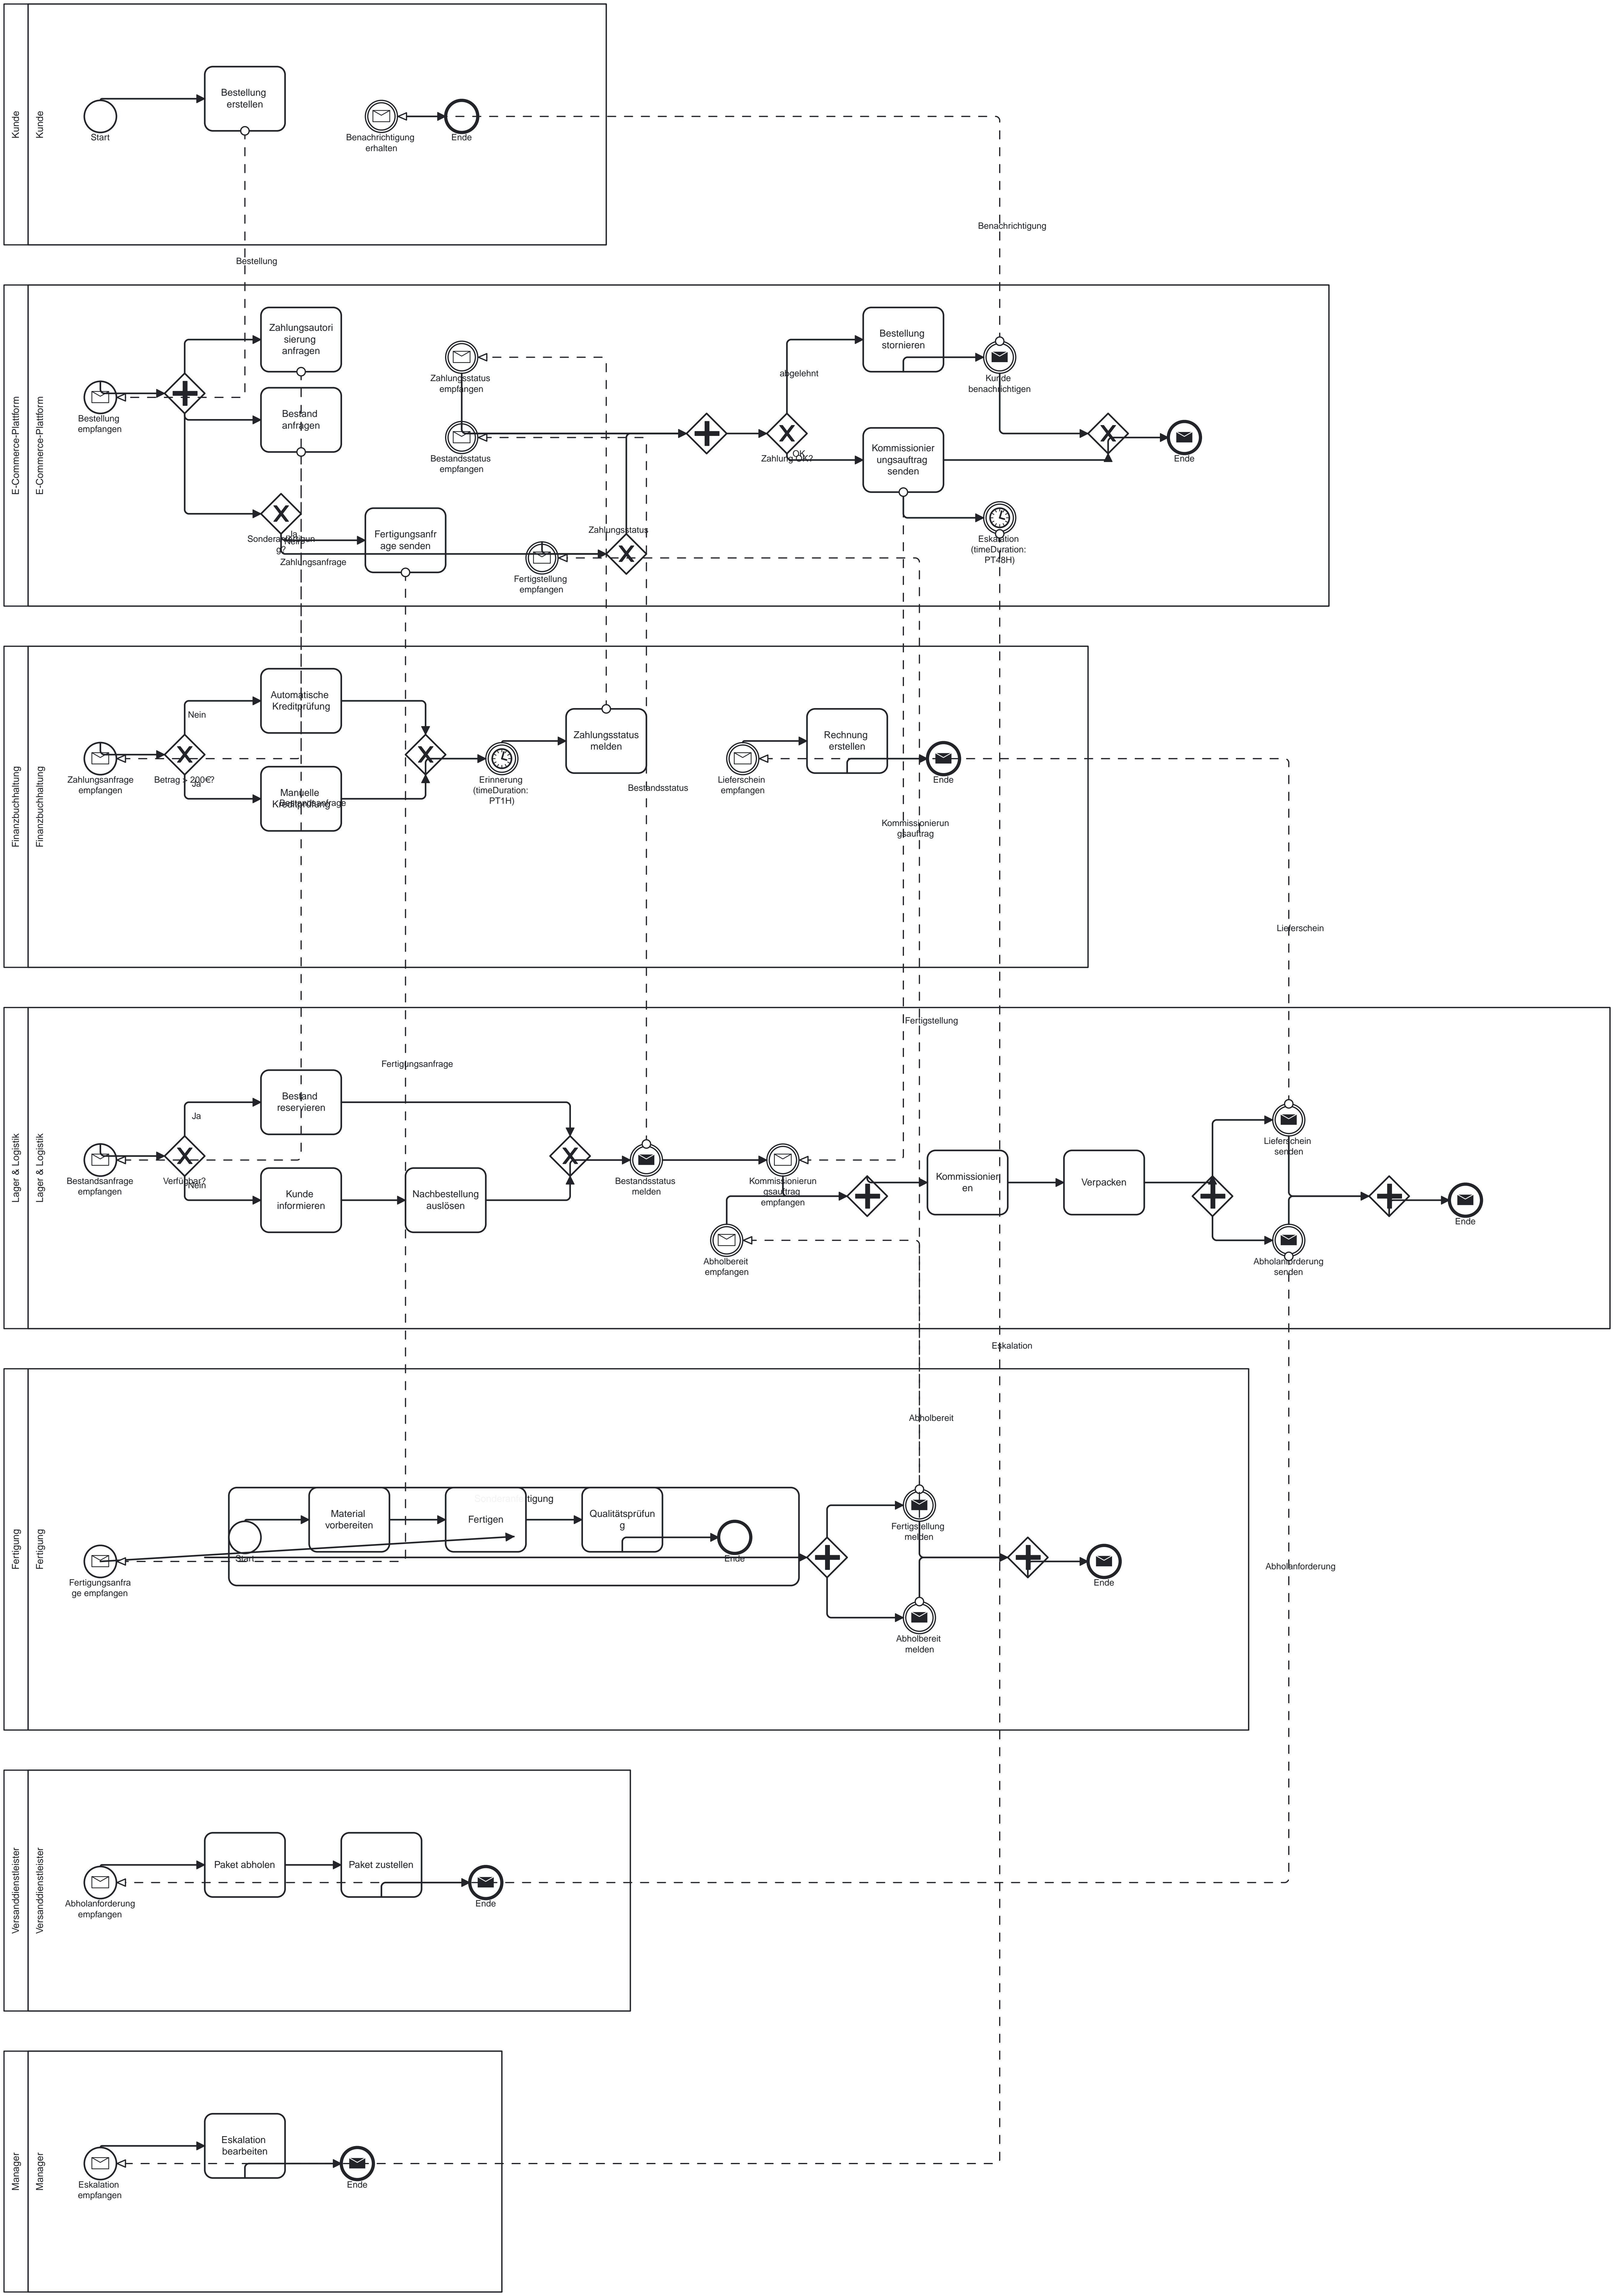 Kunde
Kunde
Bestellung
erstellen
Start
Benachrichtigung
erhalten
Ende
Benachrichtigung
Bestellung
E-Commerce-Plattform
E-Commerce-Plattform
Zahlungsautori
sierung
anfragen
Bestellung
stornieren
Zahlungsstatus
empfangen
abgelehnt
Kunde
benachrichtigen
Bestellung
empfangen
Bestand
anfragen
Bestandsstatus
empfangen
OK
Zahlung OK?
Kommissionier
ungsauftrag
senden
Ende
Ja
Nein
g?
Fertigungsanfr
age senden
Zahlungsanfrage
Zahlungsstatus
Fertigstellung
empfangen
Eskalation
(timeDuration:
PT48H)
Finanzbuchhaltung
Finanzbuchhaltung
Automatische
Kreditprüfung
Nein
Zahlungsstatus
melden
Rechnung
erstellen
Zahlungsanfrage
empfangen
Betrag > 200€?
Ja
Manuelle
Kreditprüfung
Bestandsanfrage
Erinnerung
(timeDuration:
PT1H)
Bestandsstatus
Lieferschein
empfangen
Ende
Kommissionierun
gsauftrag
Lieferschein
Lager & Logistik
Lager & Logistik
Fertigstellung
Fertigungsanfrage
Bestand
reservieren
Ja
Bestandsanfrage
empfangen
Verfügbar?
Nein
Kunde
informieren
Nachbestellung
auslösen
Bestandsstatus
melden
Kommissionierun
gsauftrag
empfangen
Abholbereit
empfangen
Kommissionier
en
Verpacken
Lieferschein
senden
Abholanforderung
senden
Ende
Eskalation
Fertigung
Fertigung
Abholbereit
tigung
Material
vorbereiten
Fertigen
Qualitätsprüfun
g
Start
Ende
Fertigungsanfra
ge empfangen
Fertigstellung
melden
Abholbereit
melden
Ende
Abholanforderung
Versanddienstleister
Versanddienstleister
Paket abholen
Paket zustellen
Abholanforderung
empfangen
Ende
Manager
Manager
Eskalation
bearbeiten
Eskalation
empfangen
Ende